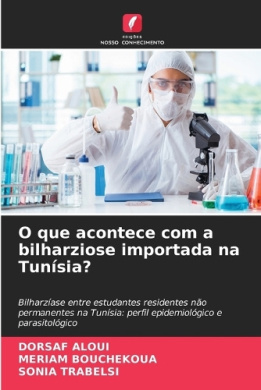 edições
NOSSO CONHECIMENTO
O que acontece com a
bilharziose importada na
Tunísia?
Bilharzíase entre estudantes residentes não
permanentes na Tunísia: perfil epidemiológico e
parasitológico
DORSAF ALOUI
MERIAM BOUCHEKOUA
SONIA TRABELSI